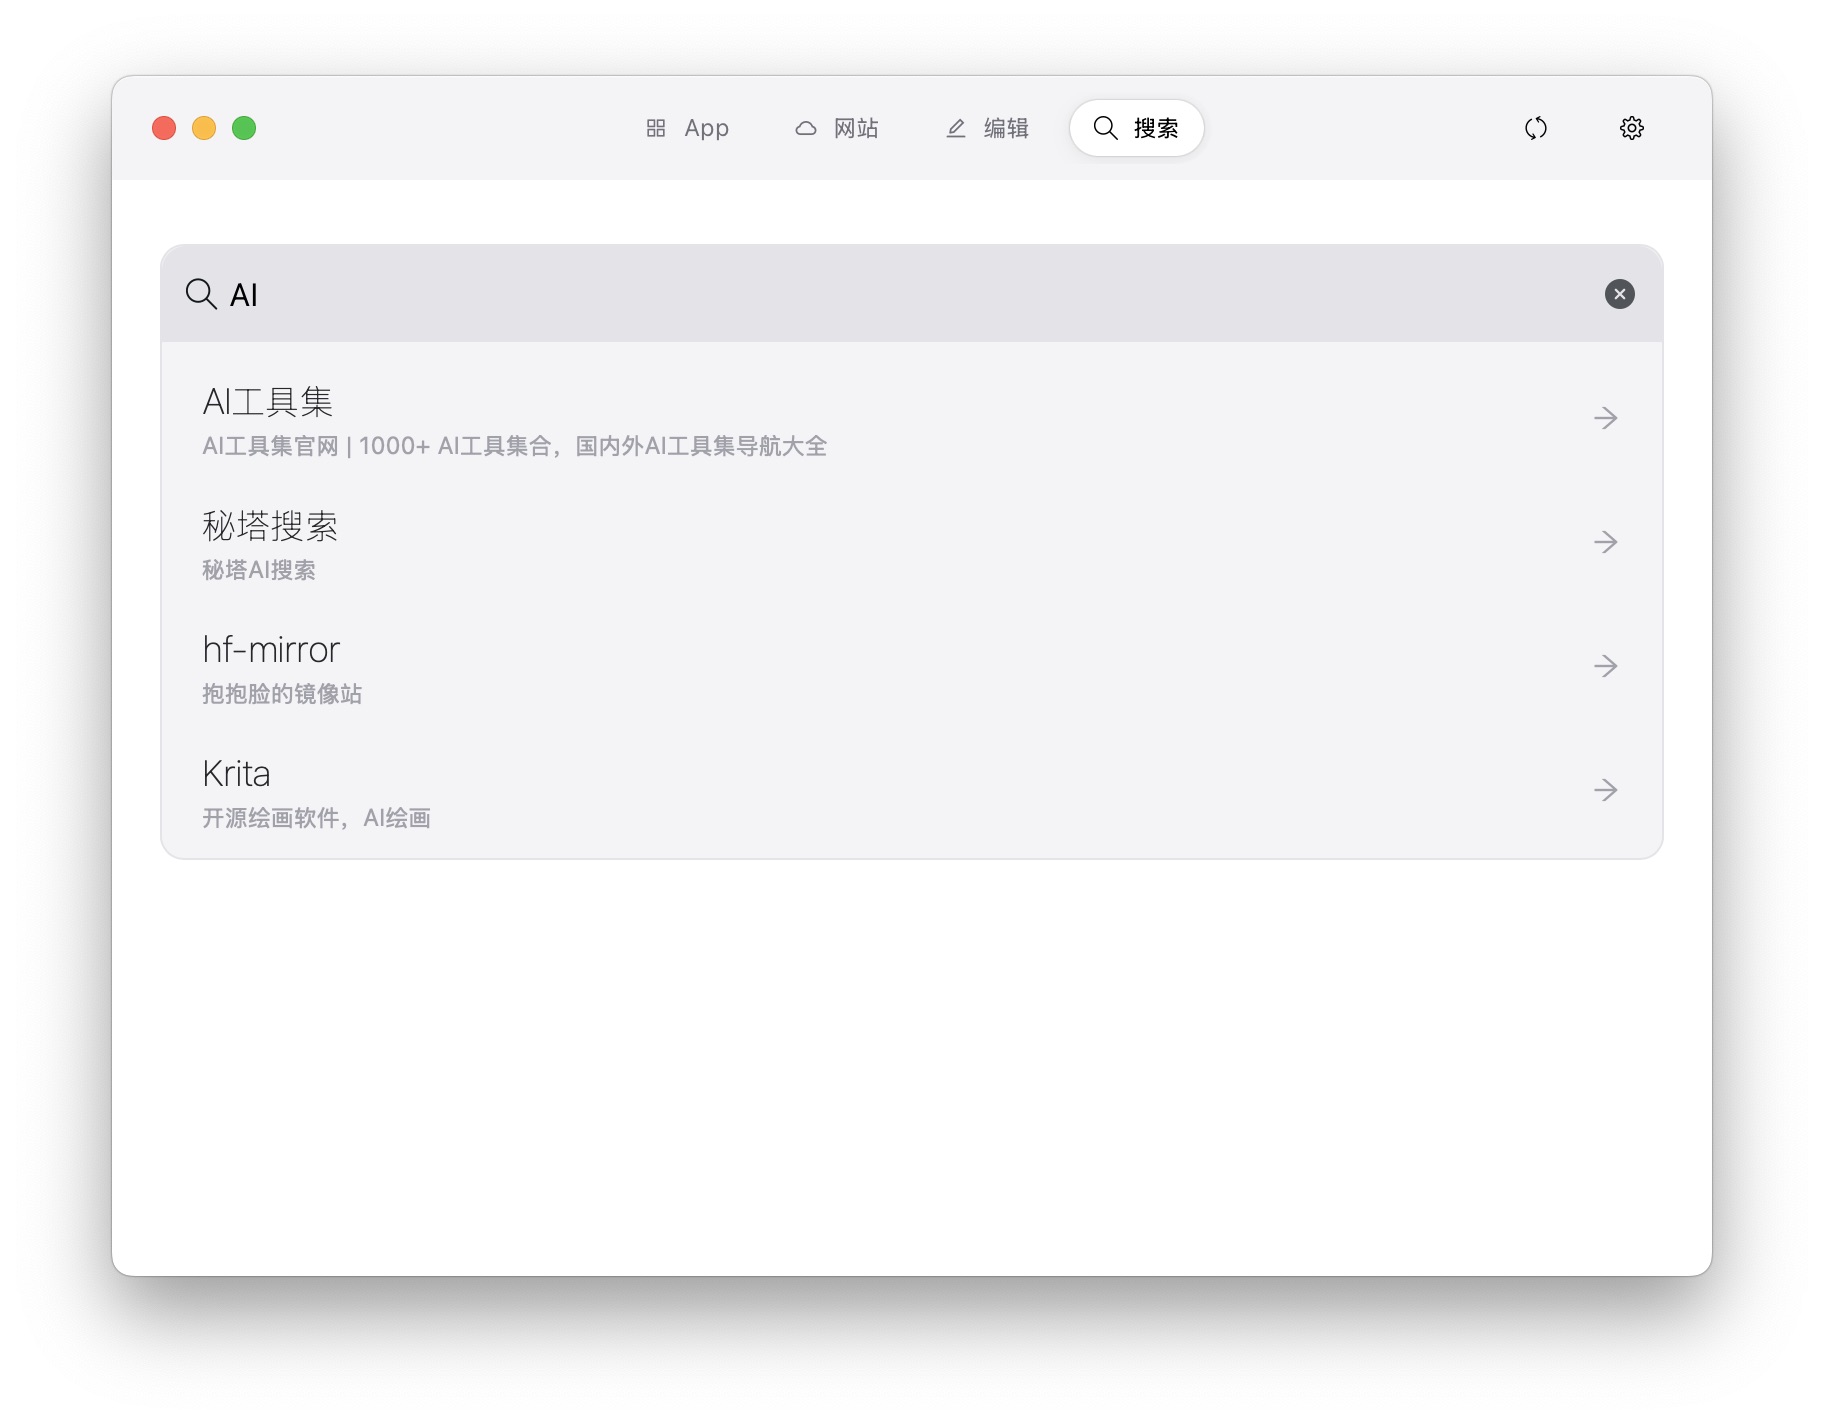 App
网站
编辑
搜索
AI
AI工具集
AI工具集官网 | 1000+ AI工具集合，国内外AI工具集导航大全
秘塔搜索
秘塔AI搜索
hf-mirror
抱抱脸的镜像站
Krita
开源绘画软件，AI绘画